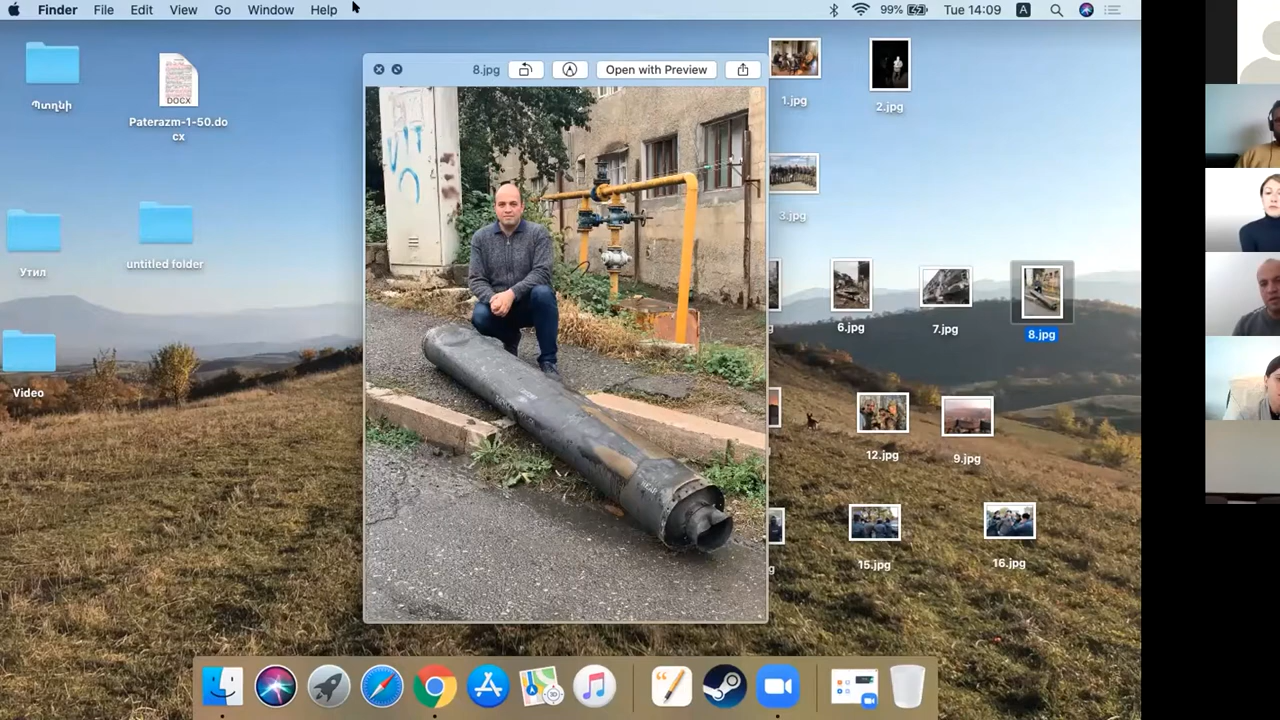 Finder File Edit View Go Window Help 99% Tue 14:09 A
8.jpg Open with Preview
Պտղնի
DOCX
Paterazm-1-50.do
cx
1.jpg
2.jpg
3.jpg
Утил
untitled folder
6.jpg
7.jpg
8.jpg
Video
12.jpg
9.jpg
15.jpg
16.jpg
3D